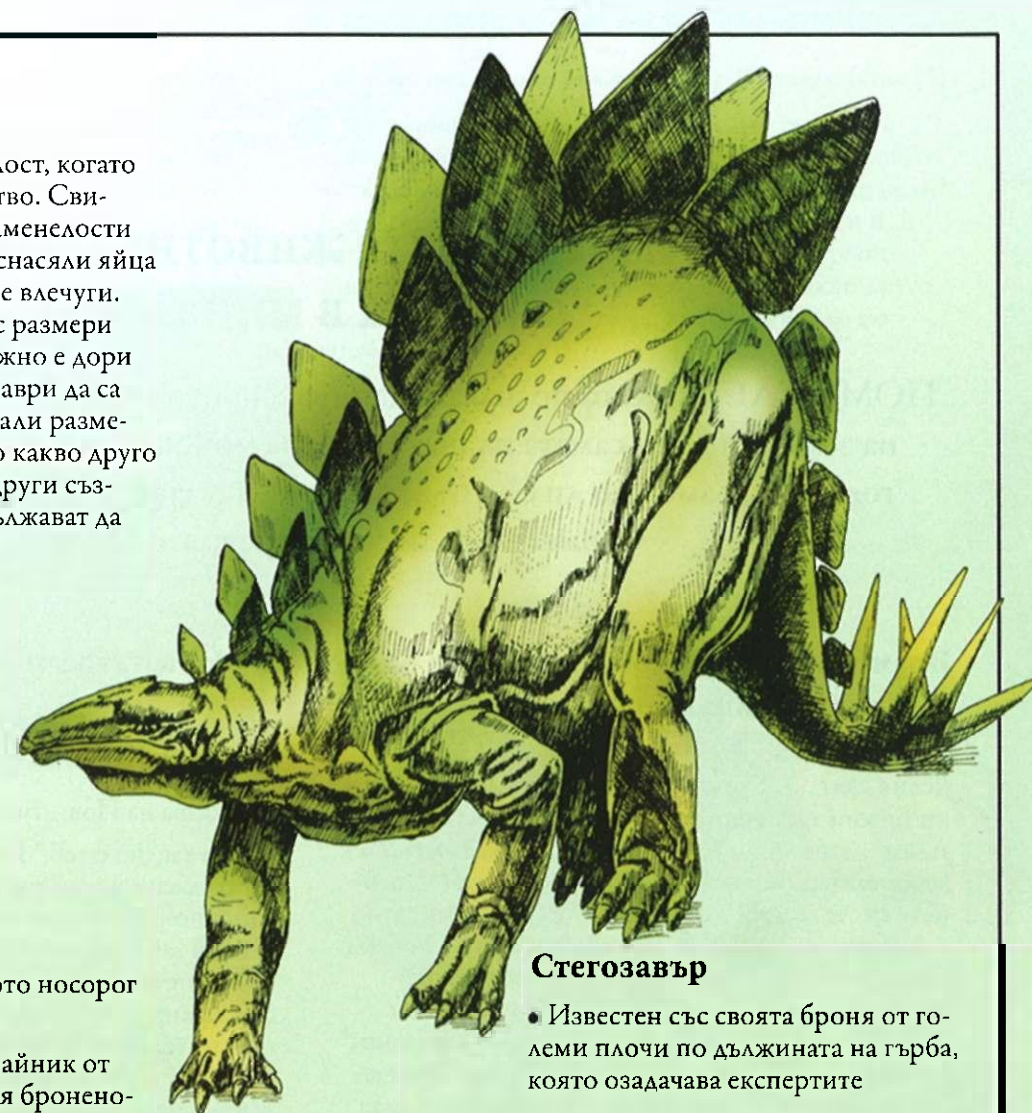 лост, когато
тво. Сви-
аменелости
снасяли яйца
е влечуги.
с размери
жно е дори
аври да са
али разме-
о какво друго
други съз-
ължават да
ото носорог
айник от
я бронено-
Стегозавър
• Известен със своята броня от го-
леми плочи по дължината на гърба,
която озадачава експертите